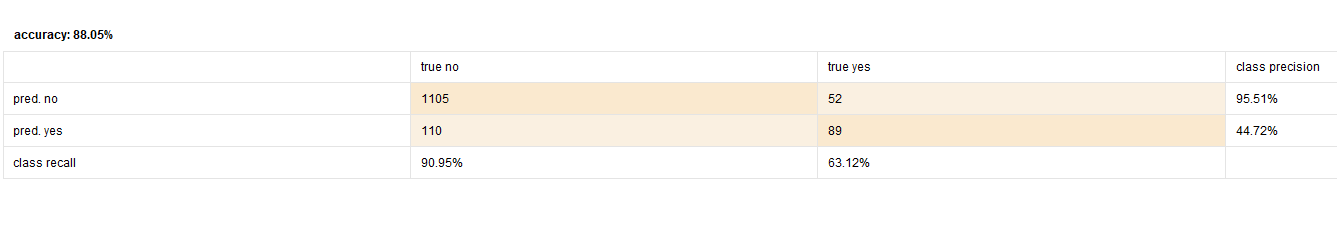 accuracy: 88.05%
true no true yes class precision
pred. no 1105 52 95.51%
pred. yes 110 89 44.72%
class recall 90.95% 63.12%